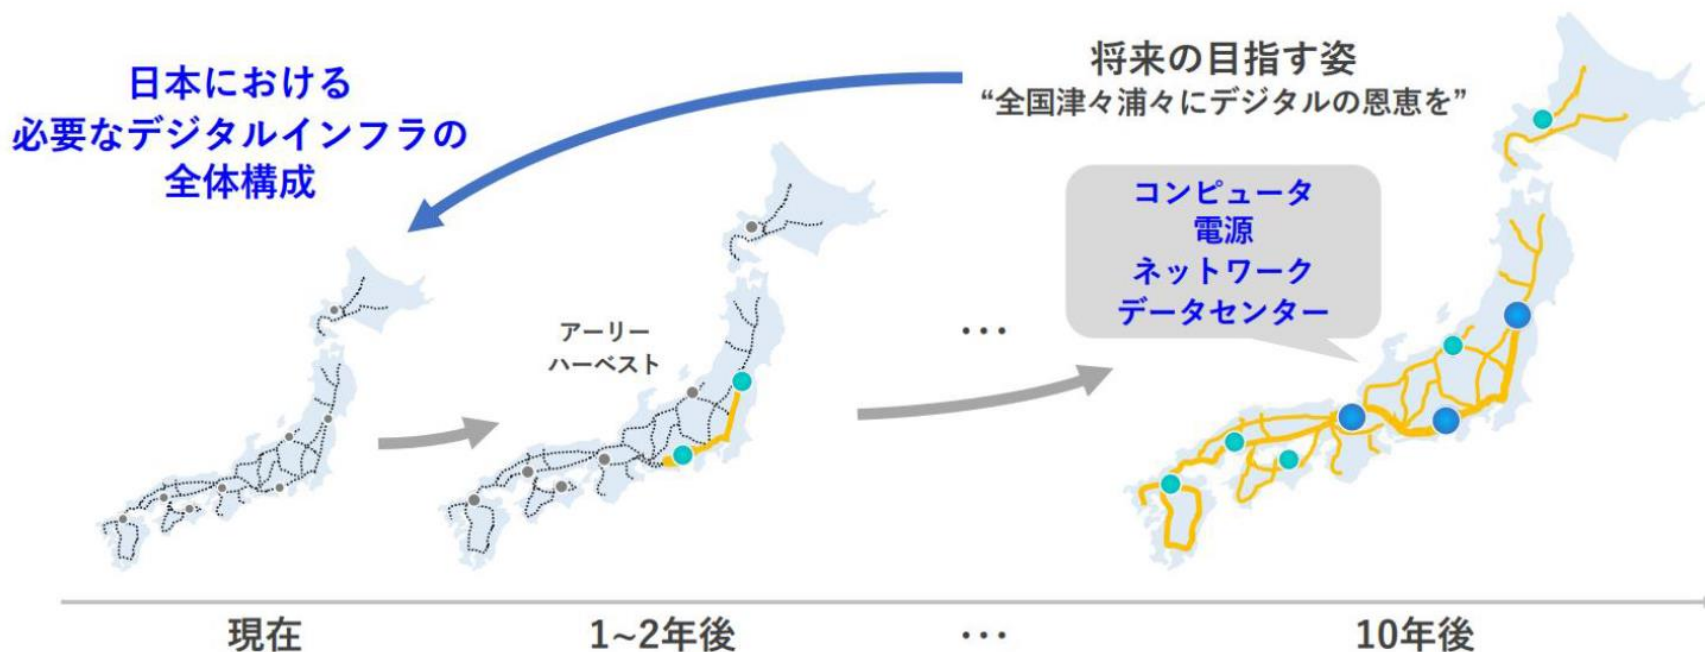 日本における
必要なデジタルインフラの
全体構成
将来の目指す姿
“全国津々浦々にデジタルの恩恵を”
コンピュータ
電源
ネットワーク
データセンター
アーリー
ハーベスト
…
現在
1~2年後
…
10年後